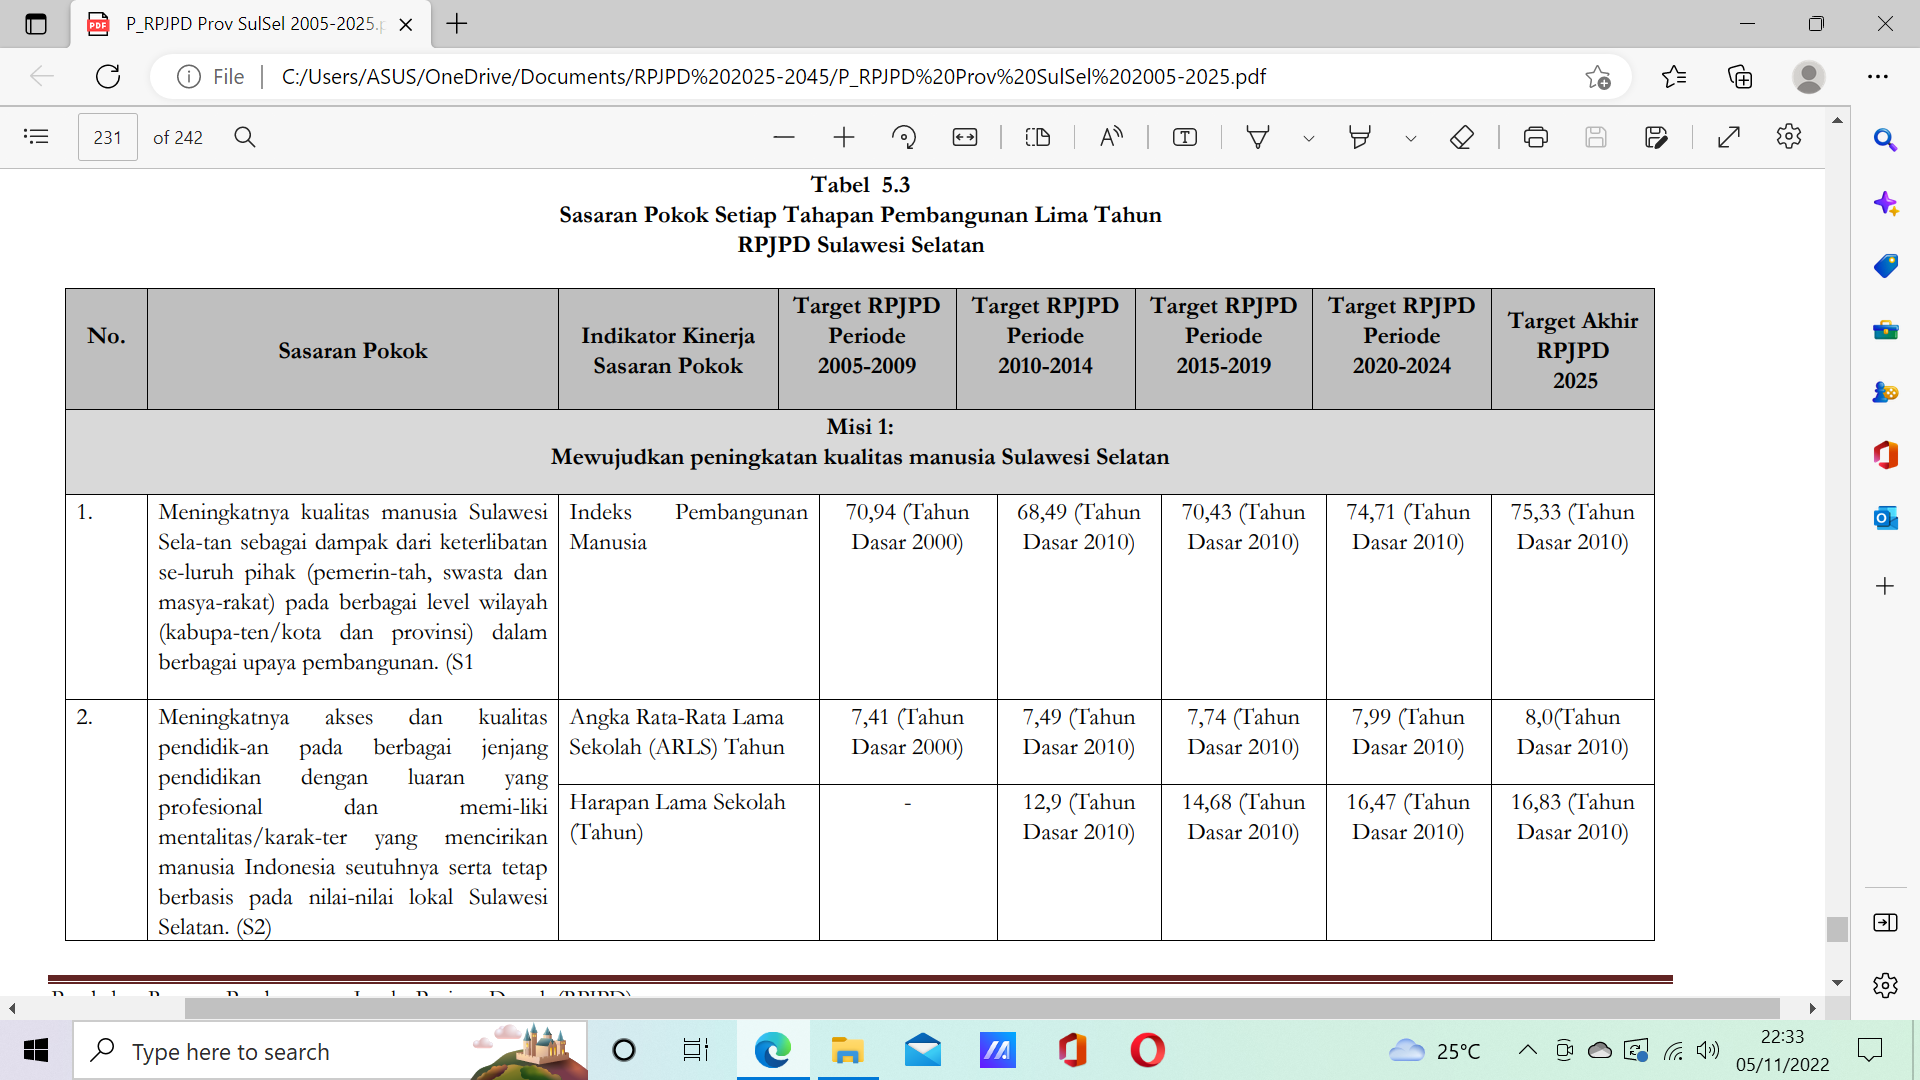 P_RPJPD Prov SulSel 2005-2025.p
File
C:/Users/ASUS/OneDrive/Documents/RPJPD%202025-2045/P_RPJPD%20Prov%20SulSel%202005-2025.pdf
231 of 242
Tabel 5.3
Sasaran Pokok Setiap Tahapan Pembangunan Lima Tahun
RPJPD Sulawesi Selatan
No.
Sasaran Pokok
Indikator Kinerja
Sasaran Pokok
Target RPJPD
Periode
2005-2009
Target RPJPD
Periode
2010-2014
Target RPJPD
Periode
2015-2019
Target RPJPD
Periode
2020-2024
Target Akhir
RPJPD
2025
Misi 1:
Mewujudkan peningkatan kualitas manusia Sulawesi Selatan
1.
Meningkatnya kualitas manusia Sulawesi
Sela-tan sebagai dampak dari keterlibatan
se-luruh pihak (pemerin-tah, swasta dan
masya-rakat) pada berbagai level wilayah
(kabupa-ten/kota dan provinsi) dalam
berbagai upaya pembangunan. (S1
Indeks Pembangunan
Manusia
70,94 (Tahun
Dasar 2000)
68,49 (Tahun
Dasar 2010)
70,43 (Tahun
Dasar 2010)
74,71 (Tahun
Dasar 2010)
75,33 (Tahun
Dasar 2010)
2.
Meningkatnya akses dan kualitas
pendidik-an pada berbagai jenjang
pendidikan dengan luaran yang
profesional dan memi-liki
mentalitas/karak-ter yang mencirikan
manusia Indonesia seutuhnya serta tetap
berbasis pada nilai-nilai lokal Sulawesi
Selatan. (S2)
Angka Rata-Rata Lama
Sekolah (ARLS) Tahun
7,41 (Tahun
Dasar 2000)
7,49 (Tahun
Dasar 2010)
7,74 (Tahun
Dasar 2010)
7,99 (Tahun
Dasar 2010)
8,0(Tahun
Dasar 2010)
Harapan Lama Sekolah
(Tahun)
-
12,9 (Tahun
Dasar 2010)
14,68 (Tahun
Dasar 2010)
16,47 (Tahun
Dasar 2010)
16,83 (Tahun
Dasar 2010)
Type here to search
25°C
22:33
05/11/2022